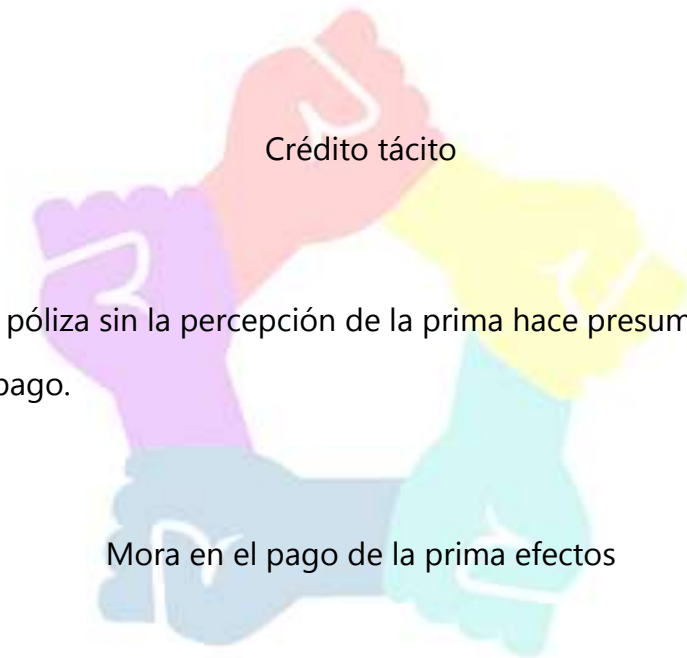 Crédito tácito
póliza sin la percepción de la prima hace presum
pago.
Mora en el pago de la prima efectos